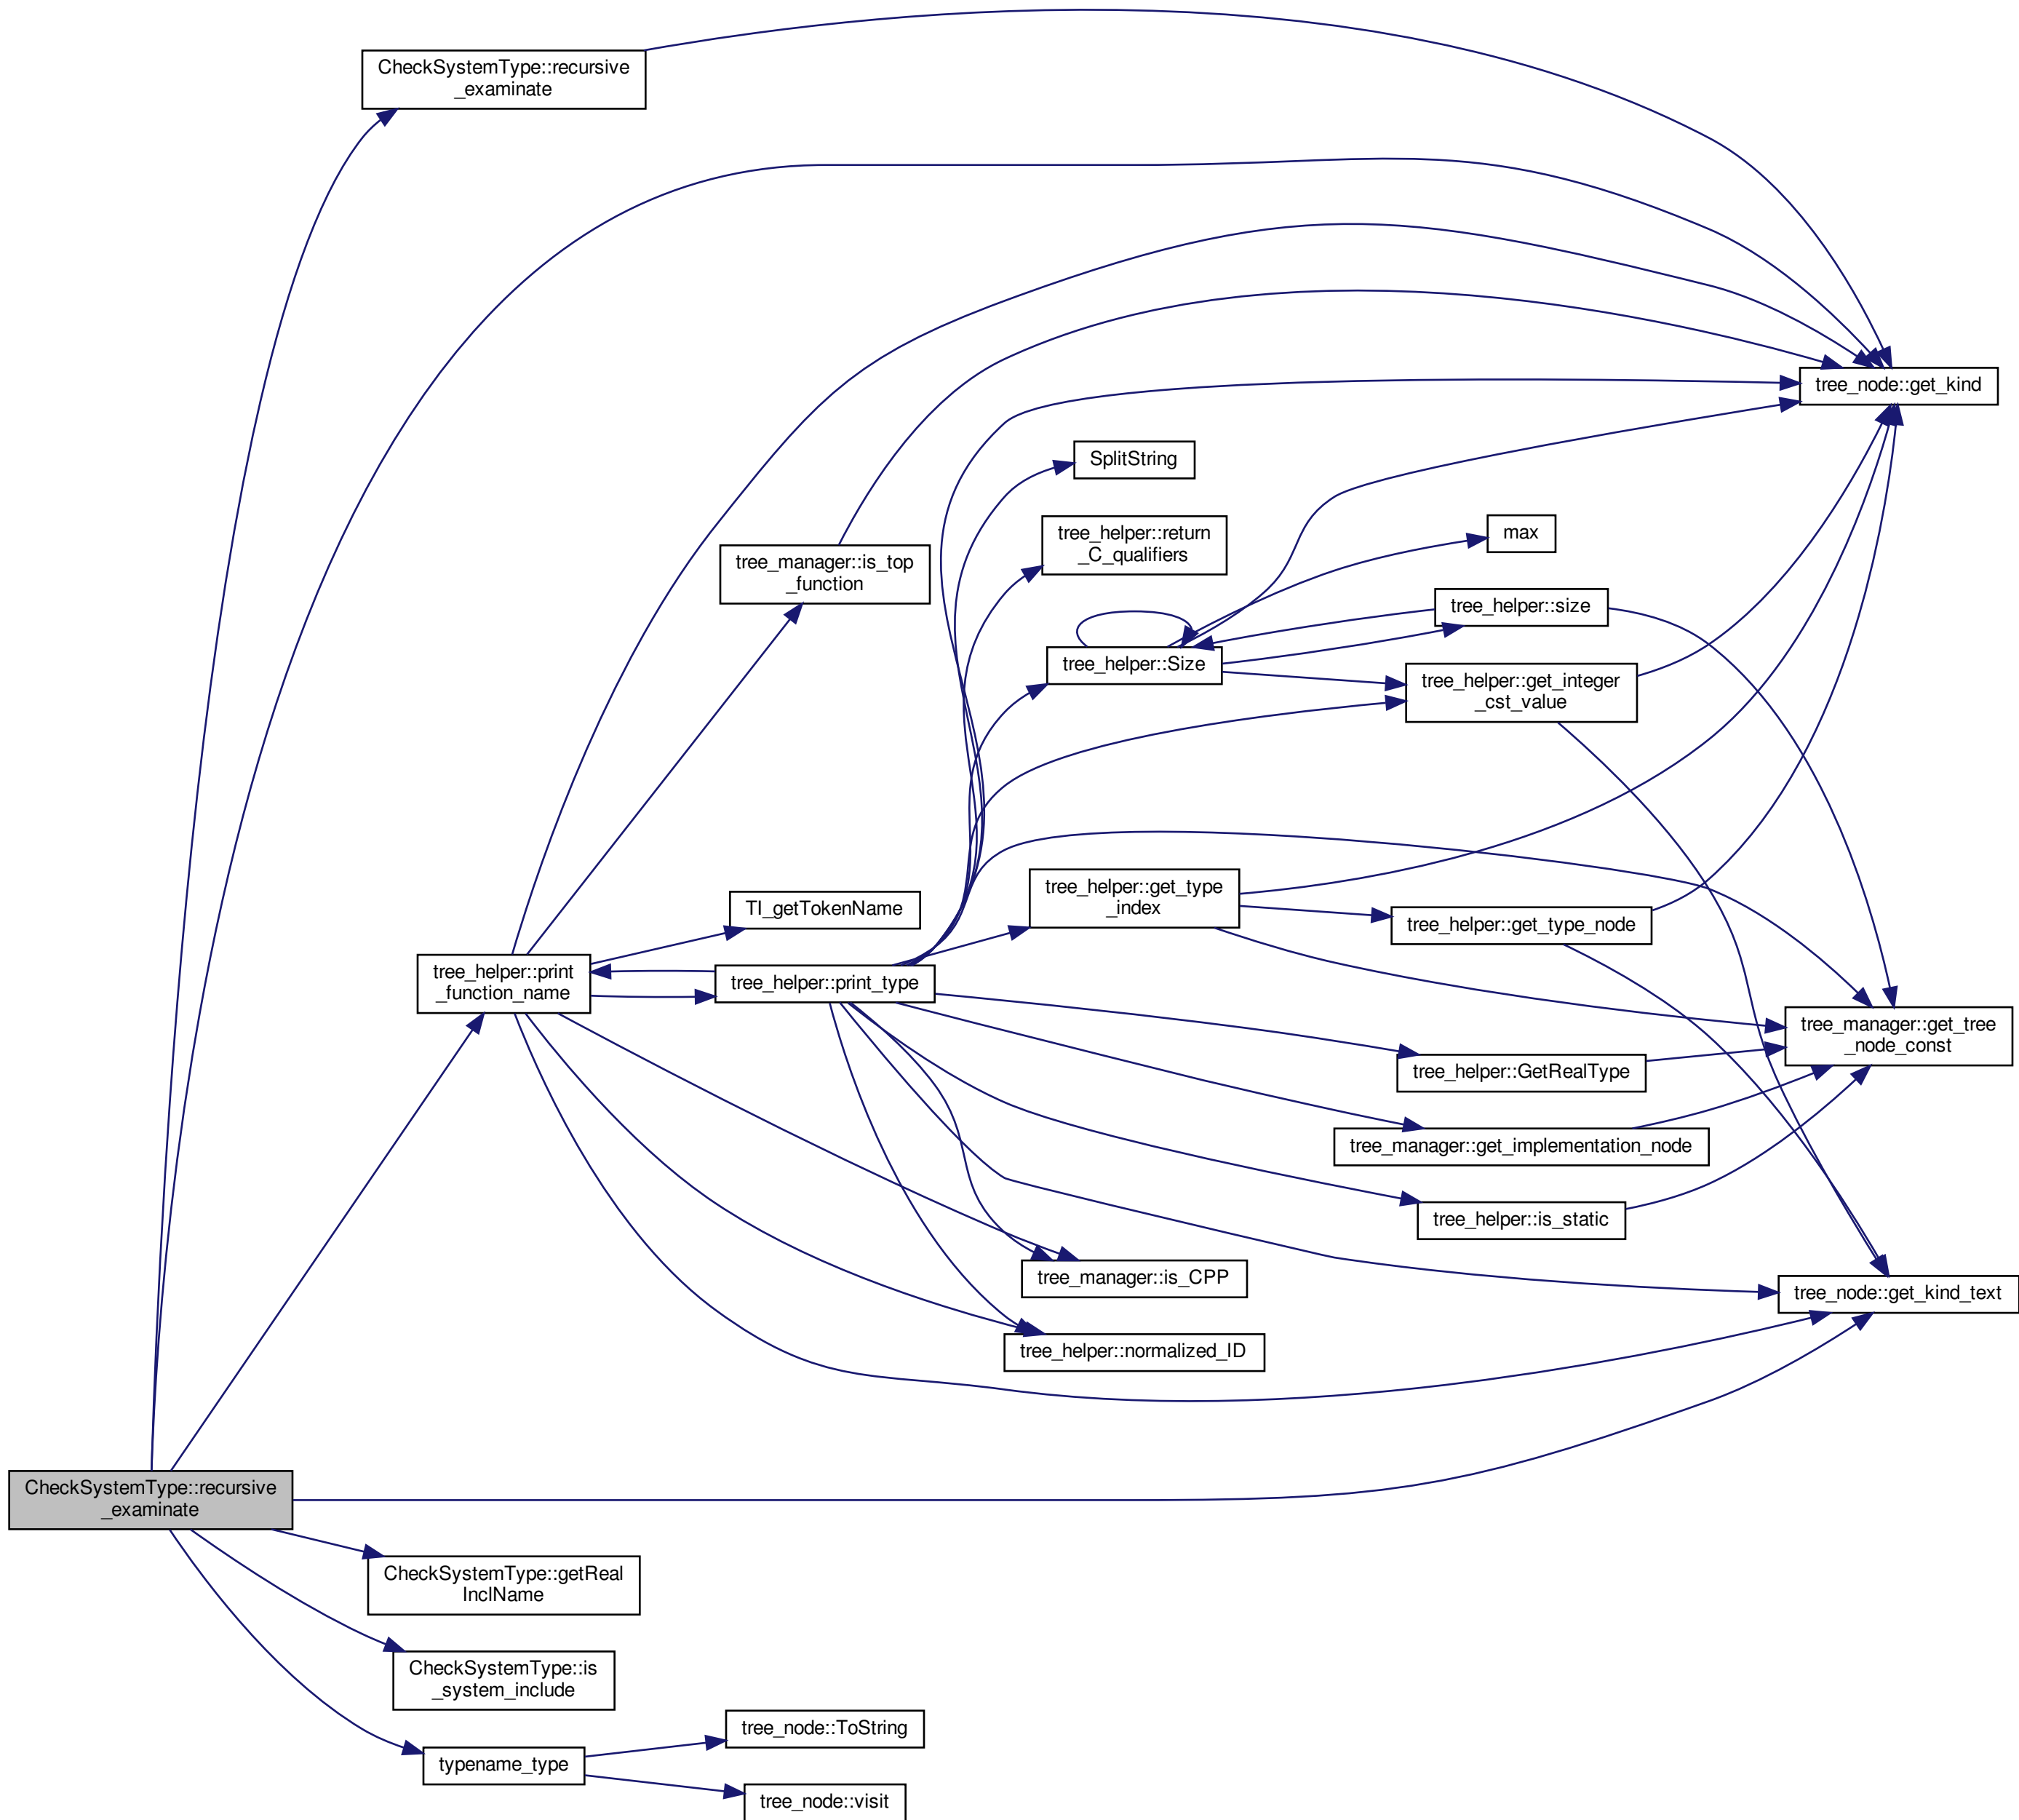 CheckSystemType::recursive
_examinate
tree_node::get_kind
SplitString
tree_helper::return
_C_qualifiers
max
tree_manager::is_top
_function
tree_helper::size
tree_helper::Size
tree_helper::get_integer
_cst_value
tree_helper::get_type
_index
TI_getTokenName
tree_helper::get_type_node
tree_helper::print
_function_name
tree_helper::print_type
tree_manager::get_tree
_node_const
tree_helper::GetRealType
tree_manager::get_implementation_node
tree_helper::is_static
tree_manager::is_CPP
tree_node::get_kind_text
tree_helper::normalized_ID
CheckSystemType::recursive
_examinate
CheckSystemType::getReal
InclName
CheckSystemType::is
_system_include
tree_node::ToString
typename_type
tree_node::visit